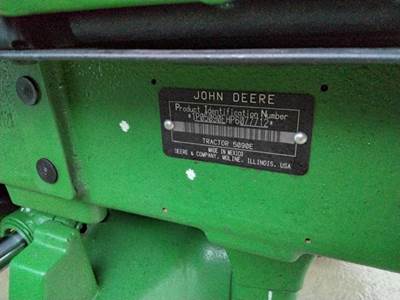 JOHN DEERE
Product Identification Number
TRACTOR 5090E
MADE IN MEXICO
DEERE & COMPANY, MOLINE, ILLINOIS, USA